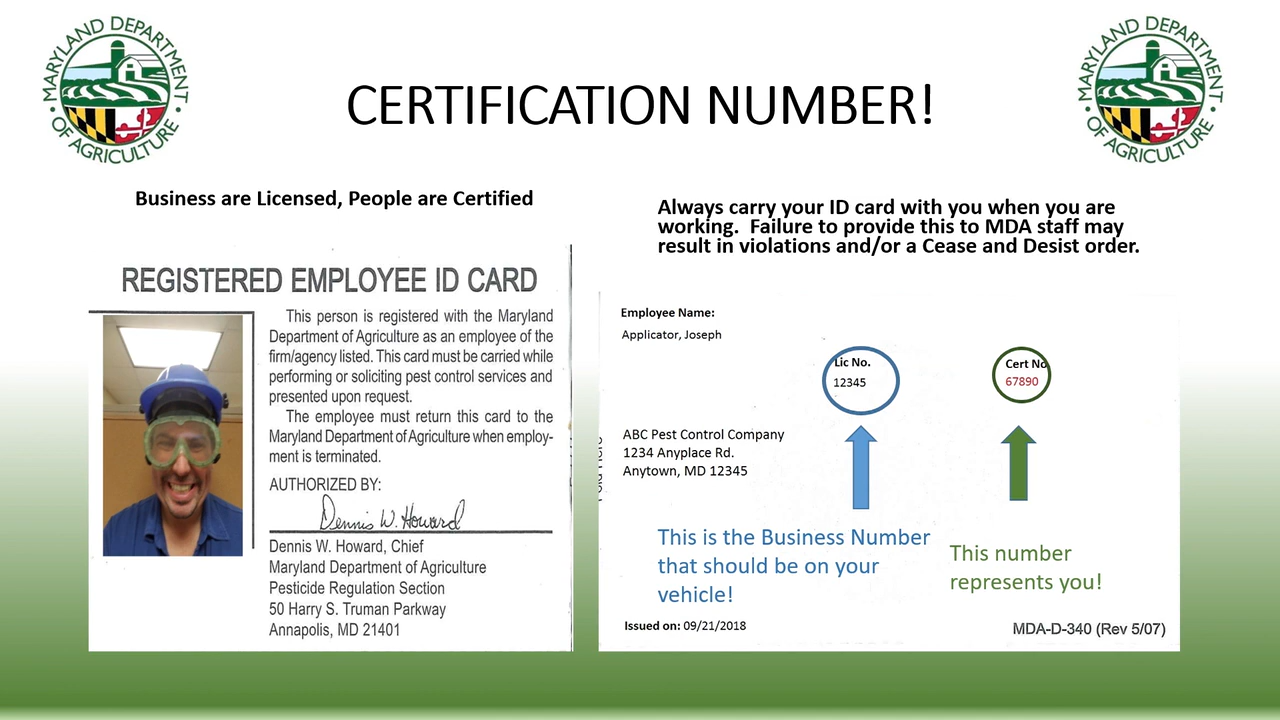 MARYLAND DEPARTMENT
• OF AGRICULTURE •
CERTIFICATION NUMBER!
MARYLAND DEPARTMENT
• OF AGRICULTURE •
Business are Licensed, People are Certified
REGISTERED EMPLOYEE ID CARD
This person is registered with the Maryland
Department of Agriculture as an employee of the
firm/agency listed. This card must be carried while
performing or soliciting pest control services and
presented upon request.
The employee must return this card to the
Maryland Department of Agriculture when employ-
ment is terminated.
AUTHORIZED BY:
Dennis W. Howard
Dennis W. Howard, Chief
Maryland Department of Agriculture
Pesticide Regulation Section
50 Harry S. Truman Parkway
Annapolis, MD 21401
Always carry your ID card with you when you are
working. Failure to provide this to MDA staff may
result in violations and/or a Cease and Desist order.
Employee Name:
Applicator, Joseph
Lic No.
12345
Cert No
67890
ABC Pest Control Company
1234 Anyplace Rd.
Anytown, MD 12345
This is the Business Number
that should be on your
vehicle!
This number
represents you!
Issued on: 09/21/2018
MDA-D-340 (Rev 5/07)